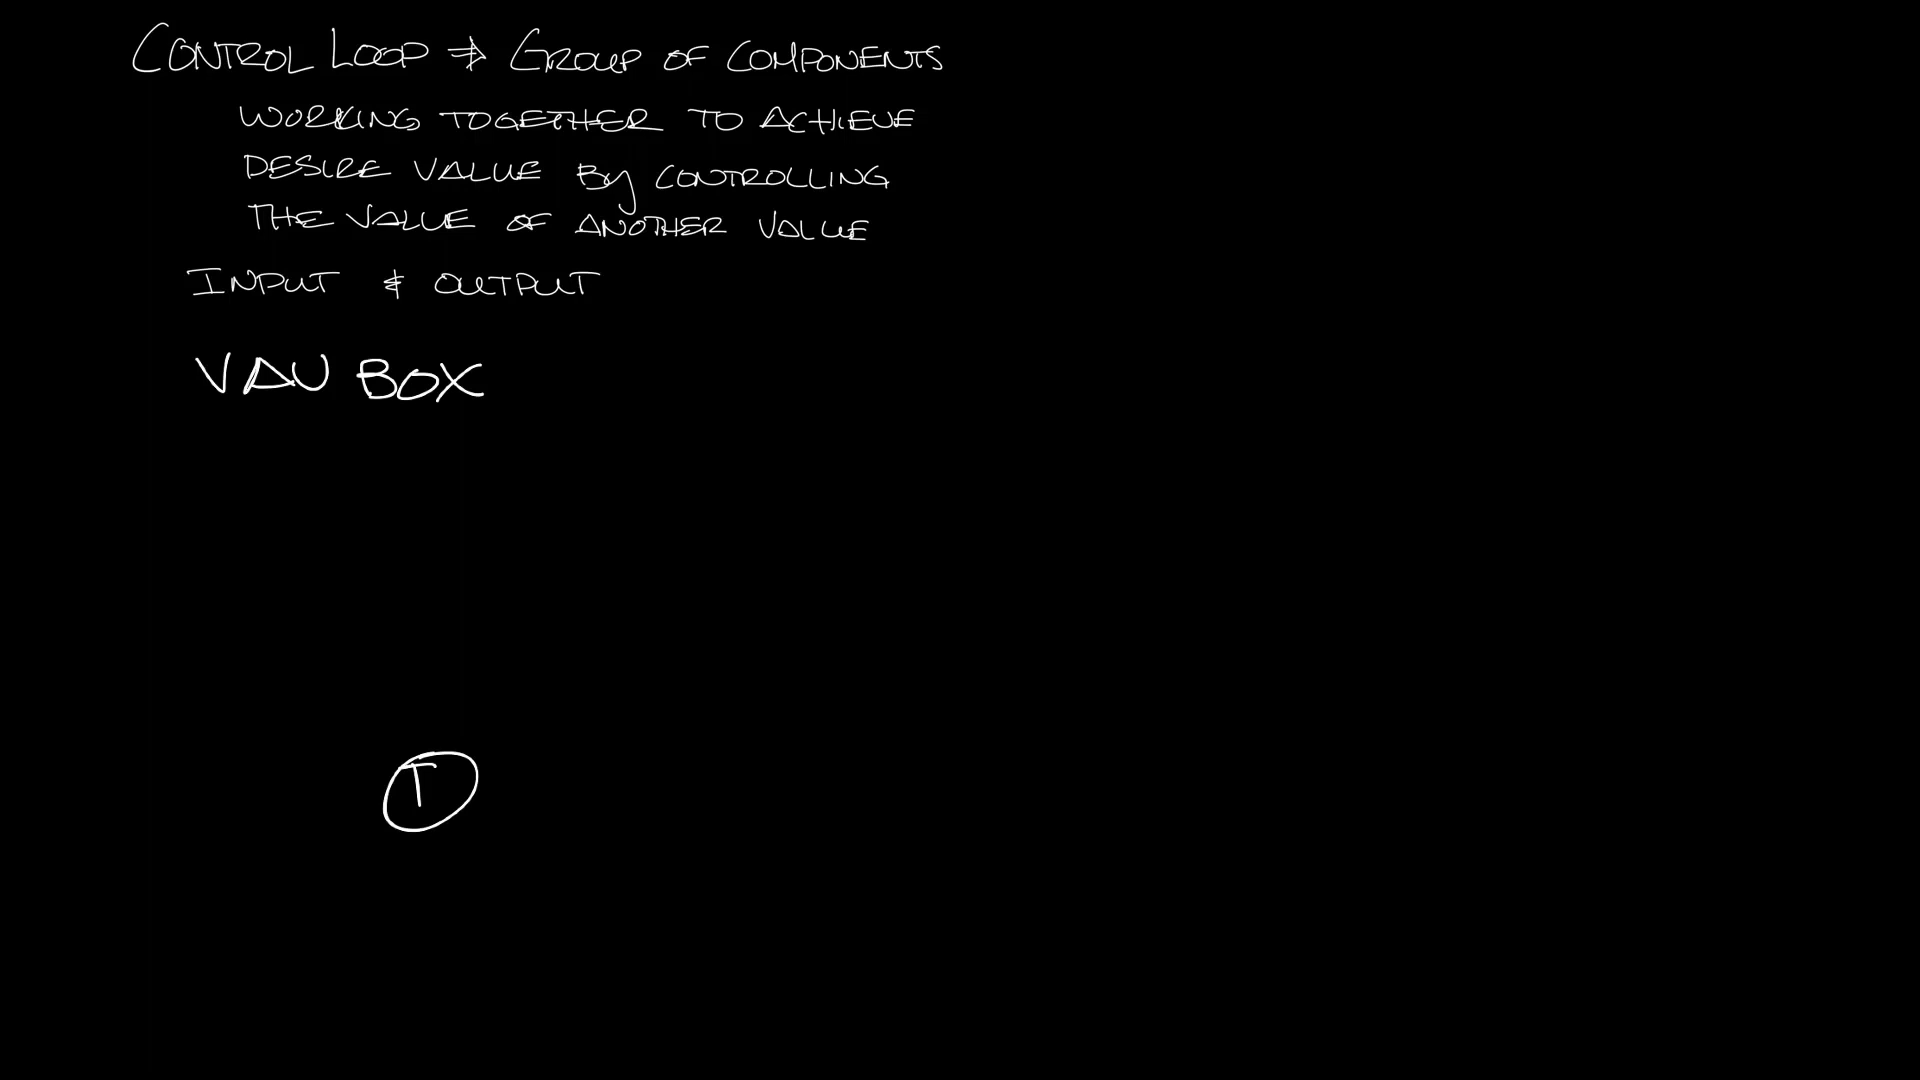 CONTROL LOOP ⇒ GROUP OF COMPONENTS
WORKING TOGETHER TO ACHIEVE
DESIRE VALUE By CONTROLLING
THE VALUE OF ANOTHER VALUE
INPUT & OUTPUT
VAV BOX
T